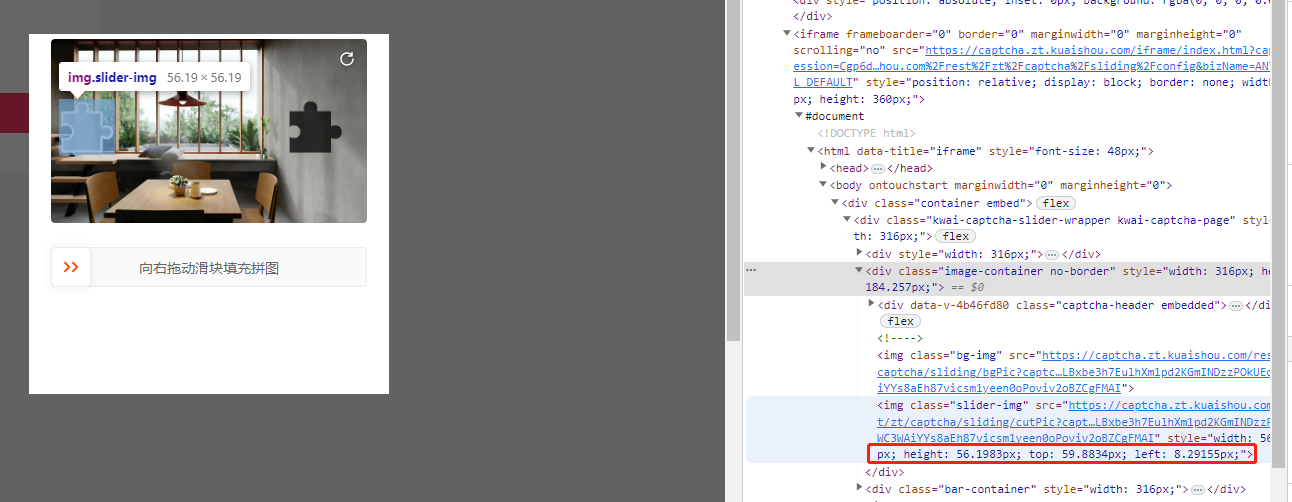 img.slider-img 56.19 × 56.19
向右拖动滑块填充拼图
<div style="position: absolute; inset: 0px; background: rgba(0, 0, 0, 0.
</div>
<iframe frameboarder="0" border="0" marginwidth="0" marginheight="0"
scrolling="no" src="https://captcha.zt.kuaishou.com/iframe/index.html?cap
ession=Cgp6d…hou.com%2Frest%2Fzt%2Fcaptcha%2Fsliding%2Fconfig&bizName=AN
L_DEFAULT" style="position: relative; display: block; border: none; widt
px; height: 360px;">
#document
<!DOCTYPE html>
<html data-title="iframe" style="font-size: 48px;">
<head> … </head>
<body ontouchstart marginwidth="0" marginheight="0">
<div class="container embed"> flex
<div class="kwai-captcha-slider-wrapper kwai-captcha-page" sty
th: 316px;"> flex
<div style="width: 316px;"> … </div>
… <div class="image-container no-border" style="width: 316px; he
184.257px;"> == $0
<div data-v-4b46fd80 class="captcha-header embedded"> … </di
flex
<!---->
<img class="bg-img" src="https://captcha.zt.kuaishou.com/res
captcha/sliding/bgPic?captc…
<img class="slider-img" src="https://captcha.zt.kuaishou.com
t/zt/captcha/sliding/cutPic?capt…
style="width: 56
px; height: 56.1983px; top: 59.8834px; left: 8.29155px;">
</div>
<div class="bar-container" style="width: 316px;"> … </div>